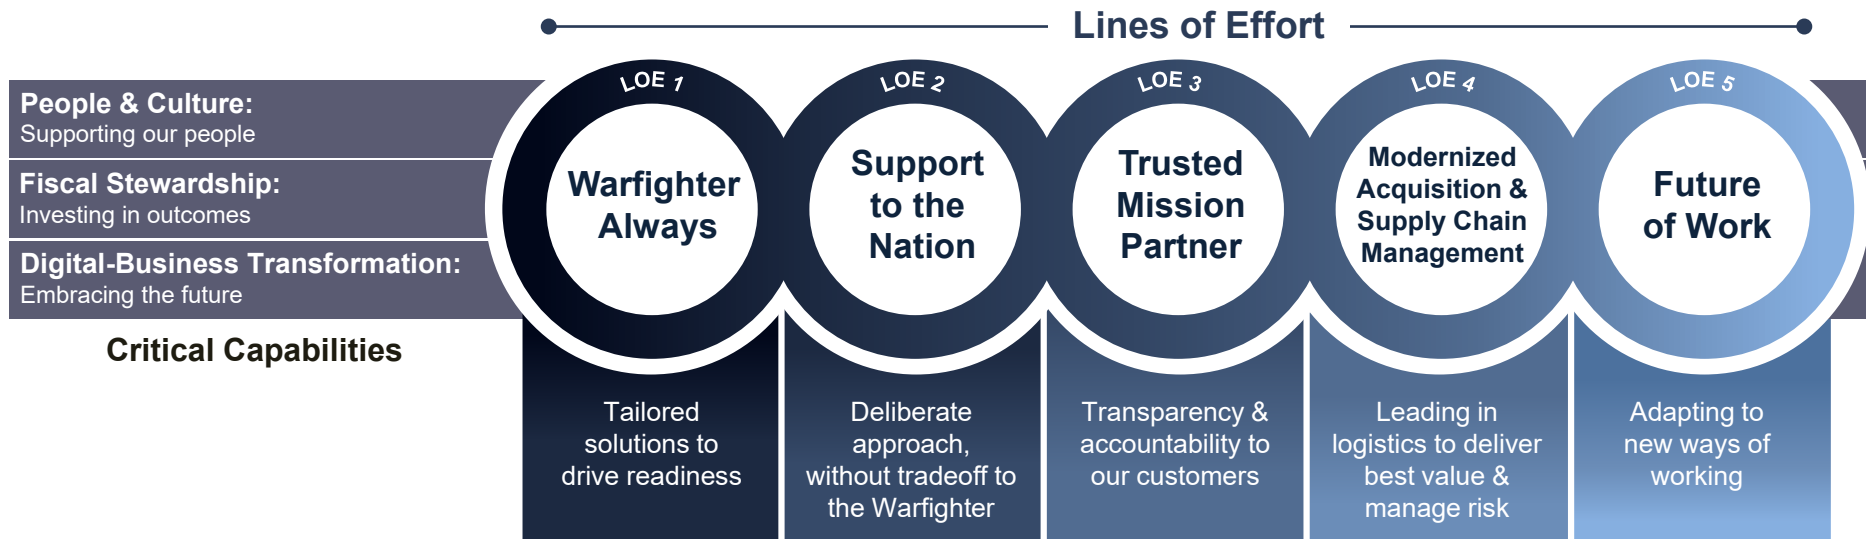 Lines of Effort
People & Culture:
Supporting our people
Fiscal Stewardship:
Investing in outcomes
Digital-Business Transformation:
Embracing the future
Critical Capabilities
LOE 1
Warfighter
Always
Tailored
solutions to
drive readiness
LOE 2
Support
to the
Nation
Deliberate
approach,
without tradeoff to
the Warfighter
LOE 3
Trusted
Mission
Partner
Transparency &
accountability to
our customers
LOE 4
Modernized
Acquisition &
Supply Chain
Management
Leading in
logistics to deliver
best value &
manage risk
LOE 5
Future
of Work
Adapting to
new ways of
working